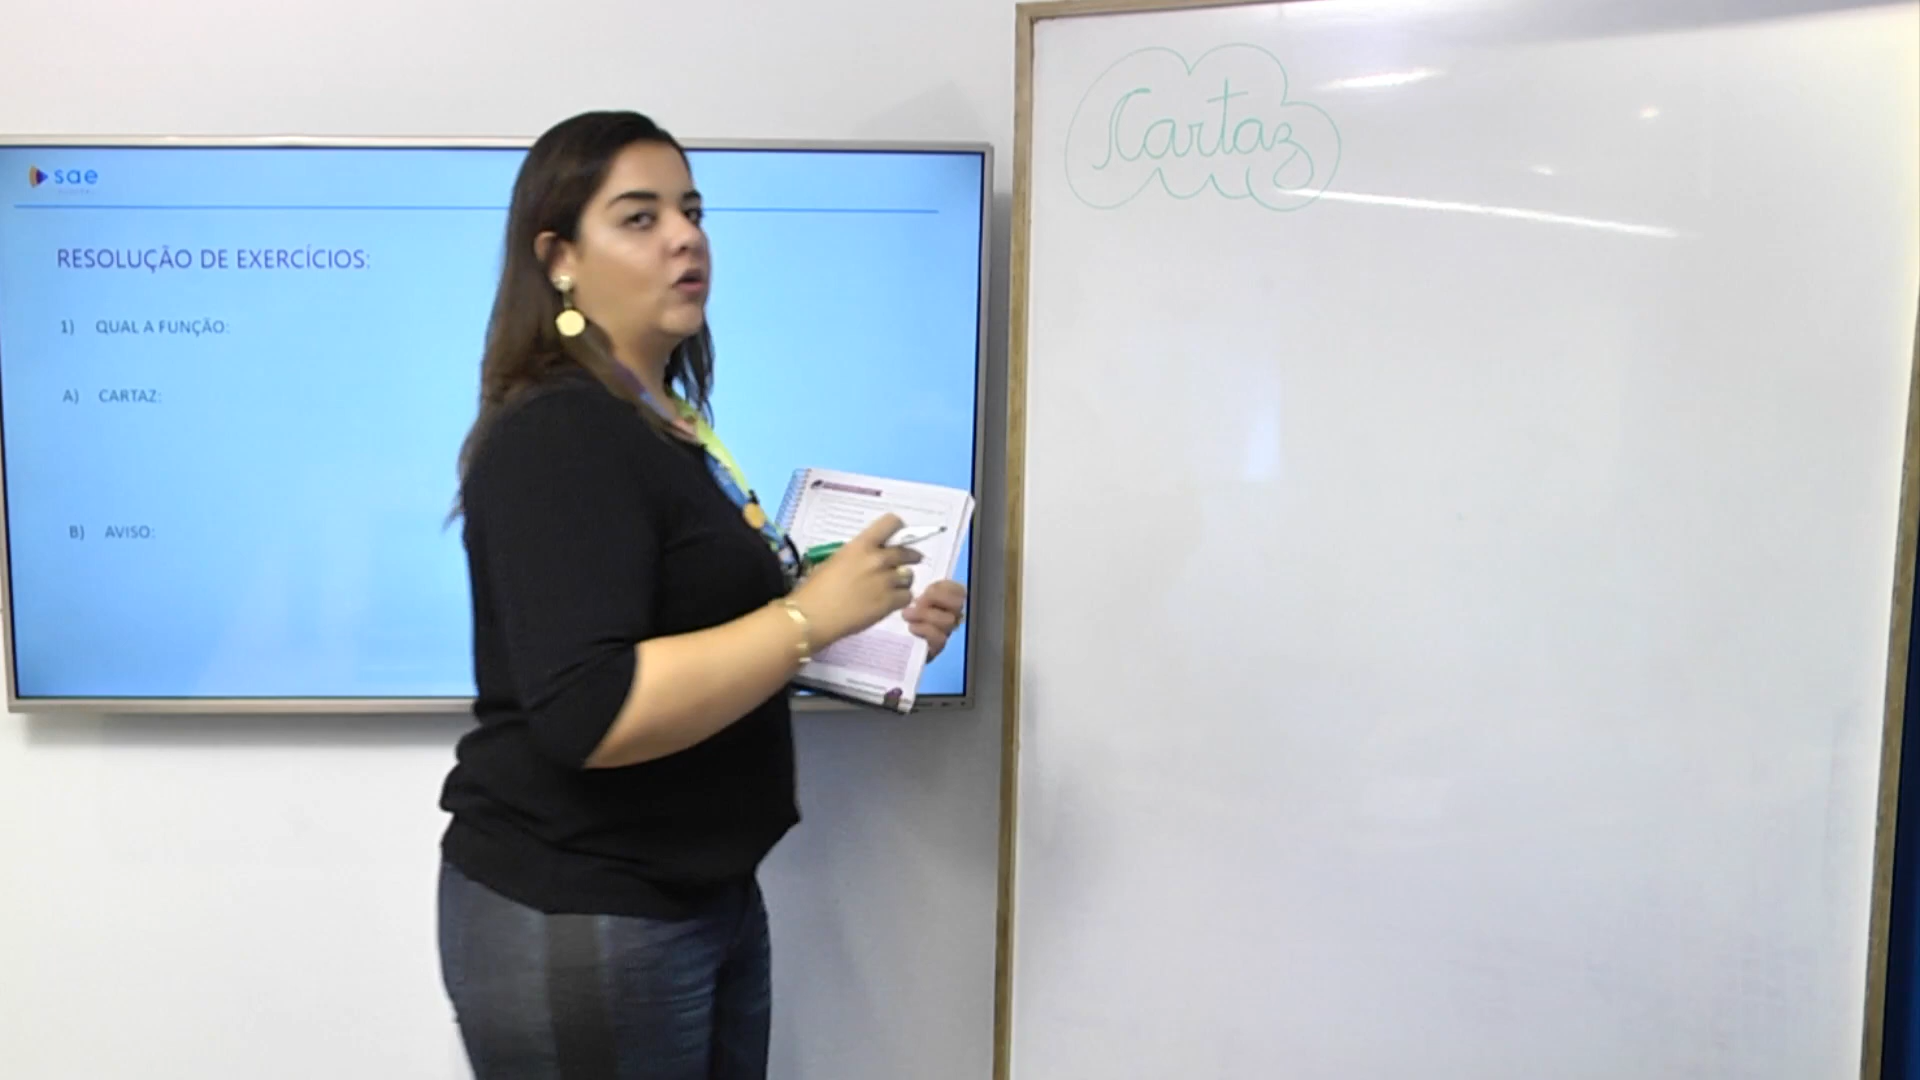 sae
RESOLUÇÃO DE EXERCÍCIOS:
1) QUAL A FUNÇÃO:
A) CARTAZ:
B) AVISO:
Cartaz